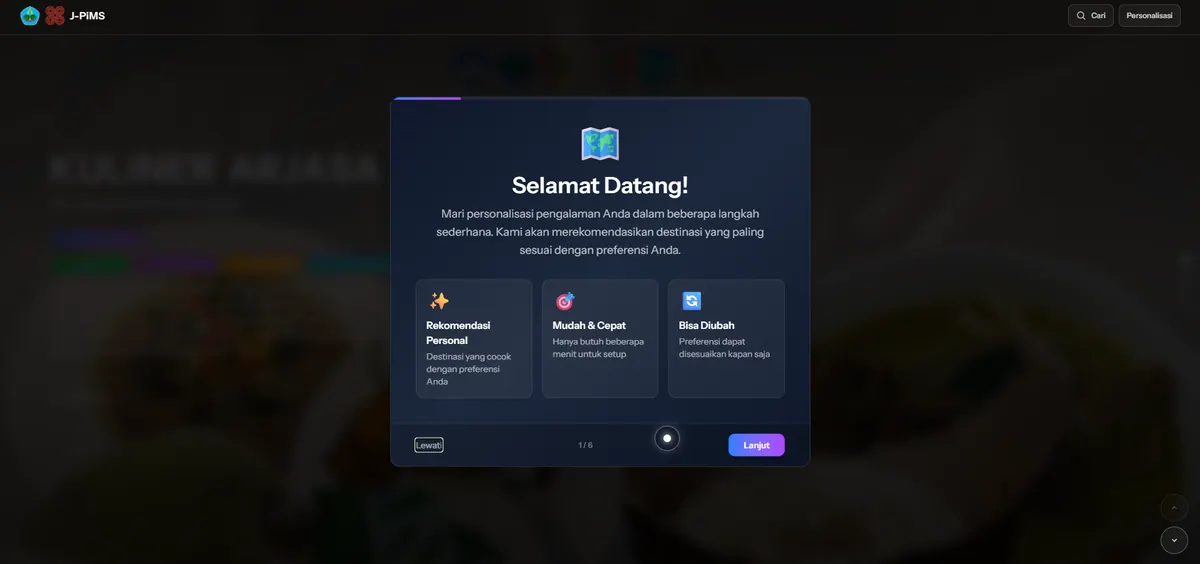 J-PiMS
Cari
Personalisasi
KULINER ARJASA
Selamat Datang!
Mari personalisasi pengalaman Anda dalam beberapa langkah
sederhana. Kami akan merekomendasikan destinasi yang paling
sesuai dengan preferensi Anda.
Rekomendasi
Personal
Destinasi yang cocok
dengan preferensi
Anda
Mudah & Cepat
Hanya butuh beberapa
menit untuk setup
Bisa Diubah
Preferensi dapat
disesuaikan kapan saja
Lewati
1 / 6
Lanjut